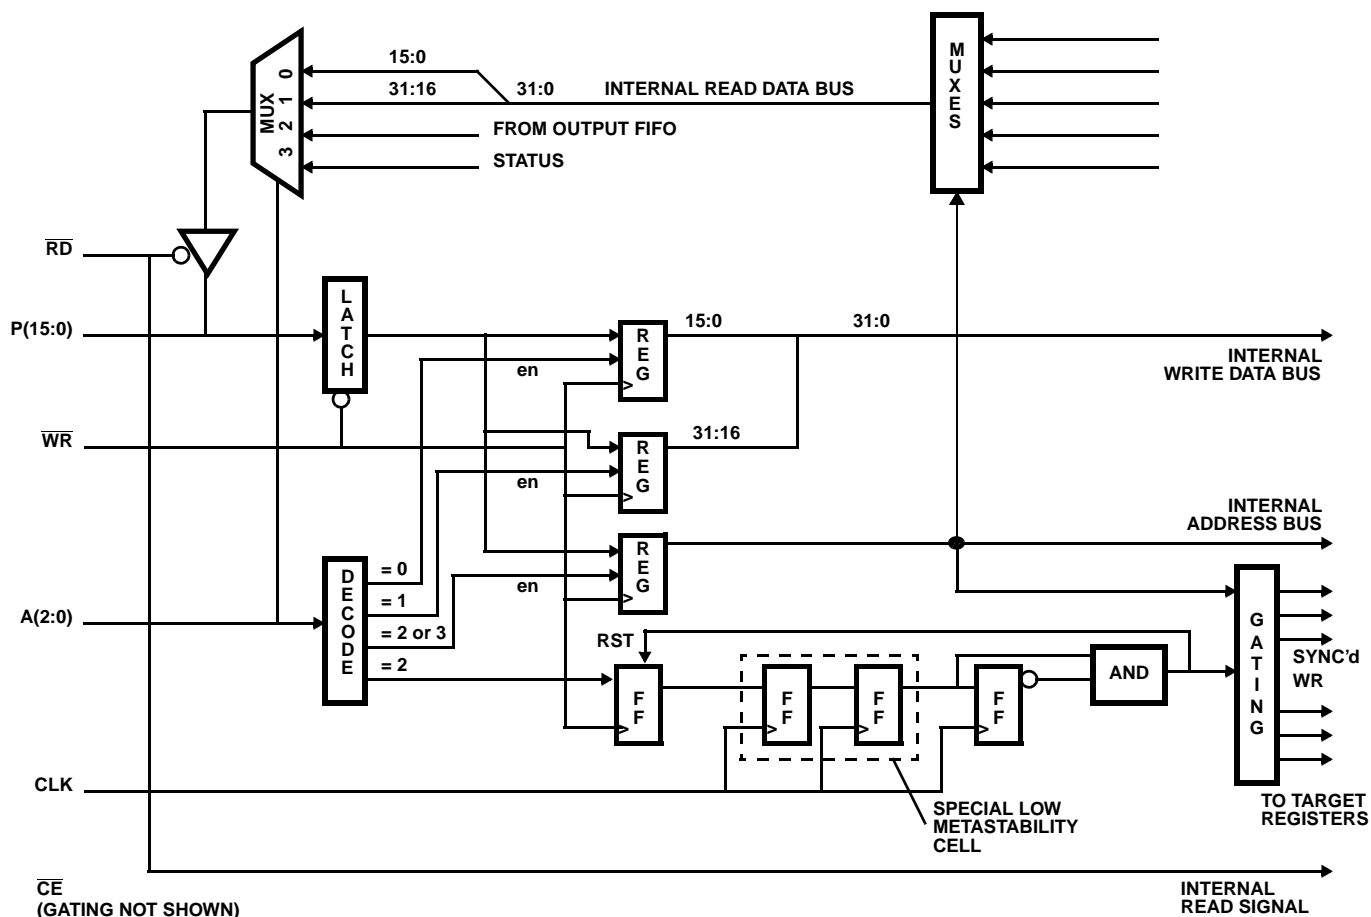 15:0
31:16
31:0
INTERNAL READ DATA BUS
FROM OUTPUT FIFO
STATUS
MUX
0
1
2
3
MUXES
RD
P(15:0)
LATCH
REG
15:0
31:0
en
INTERNAL
WRITE DATA BUS
WR
REG
31:16
en
INTERNAL
ADDRESS BUS
REG
en
A(2:0)
DECODE
= 0
= 1
= 2 or 3
= 2
RST
FF
FF
FF
FF
AND
GATING
SYNC'd
WR
CLK
SPECIAL LOW
METASTABILITY
CELL
TO TARGET
REGISTERS
CE
(GATING NOT SHOWN)
INTERNAL
READ SIGNAL